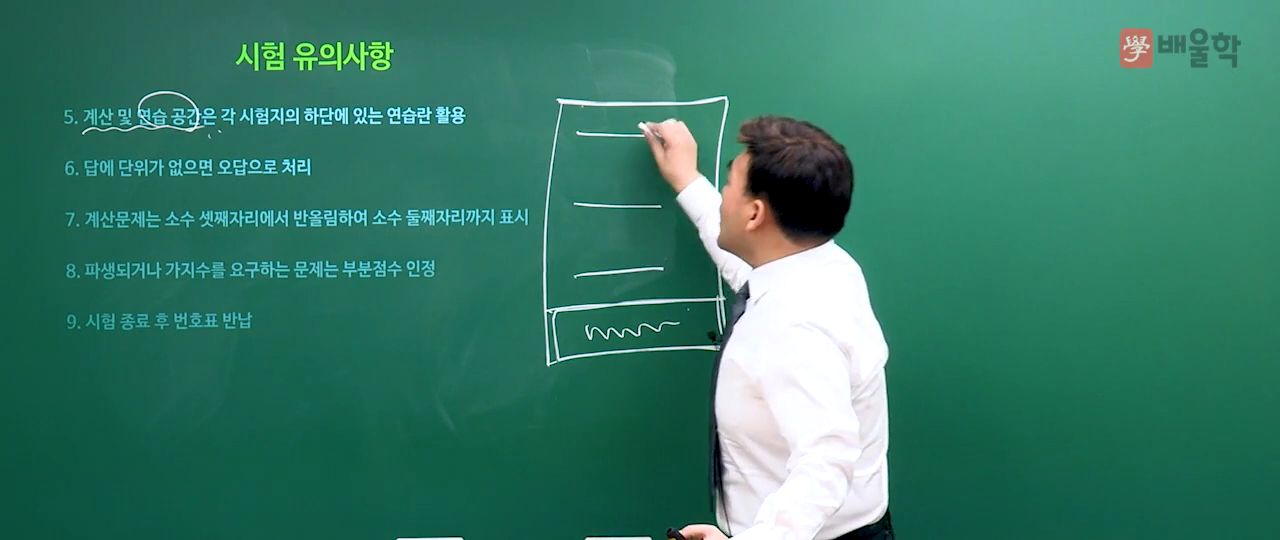 시험 유의사항
學 배울학
5. 계산 및 연습 공간은 각 시험지의 하단에 있는 연습란 활용
6. 답에 단위가 없으면 오답으로 처리
7. 계산문제는 소수 셋째자리에서 반올림하여 소수 둘째자리까지 표시
8. 파생되거나 가지수를 요구하는 문제는 부분점수 인정
9. 시험 종료 후 번호표 반납